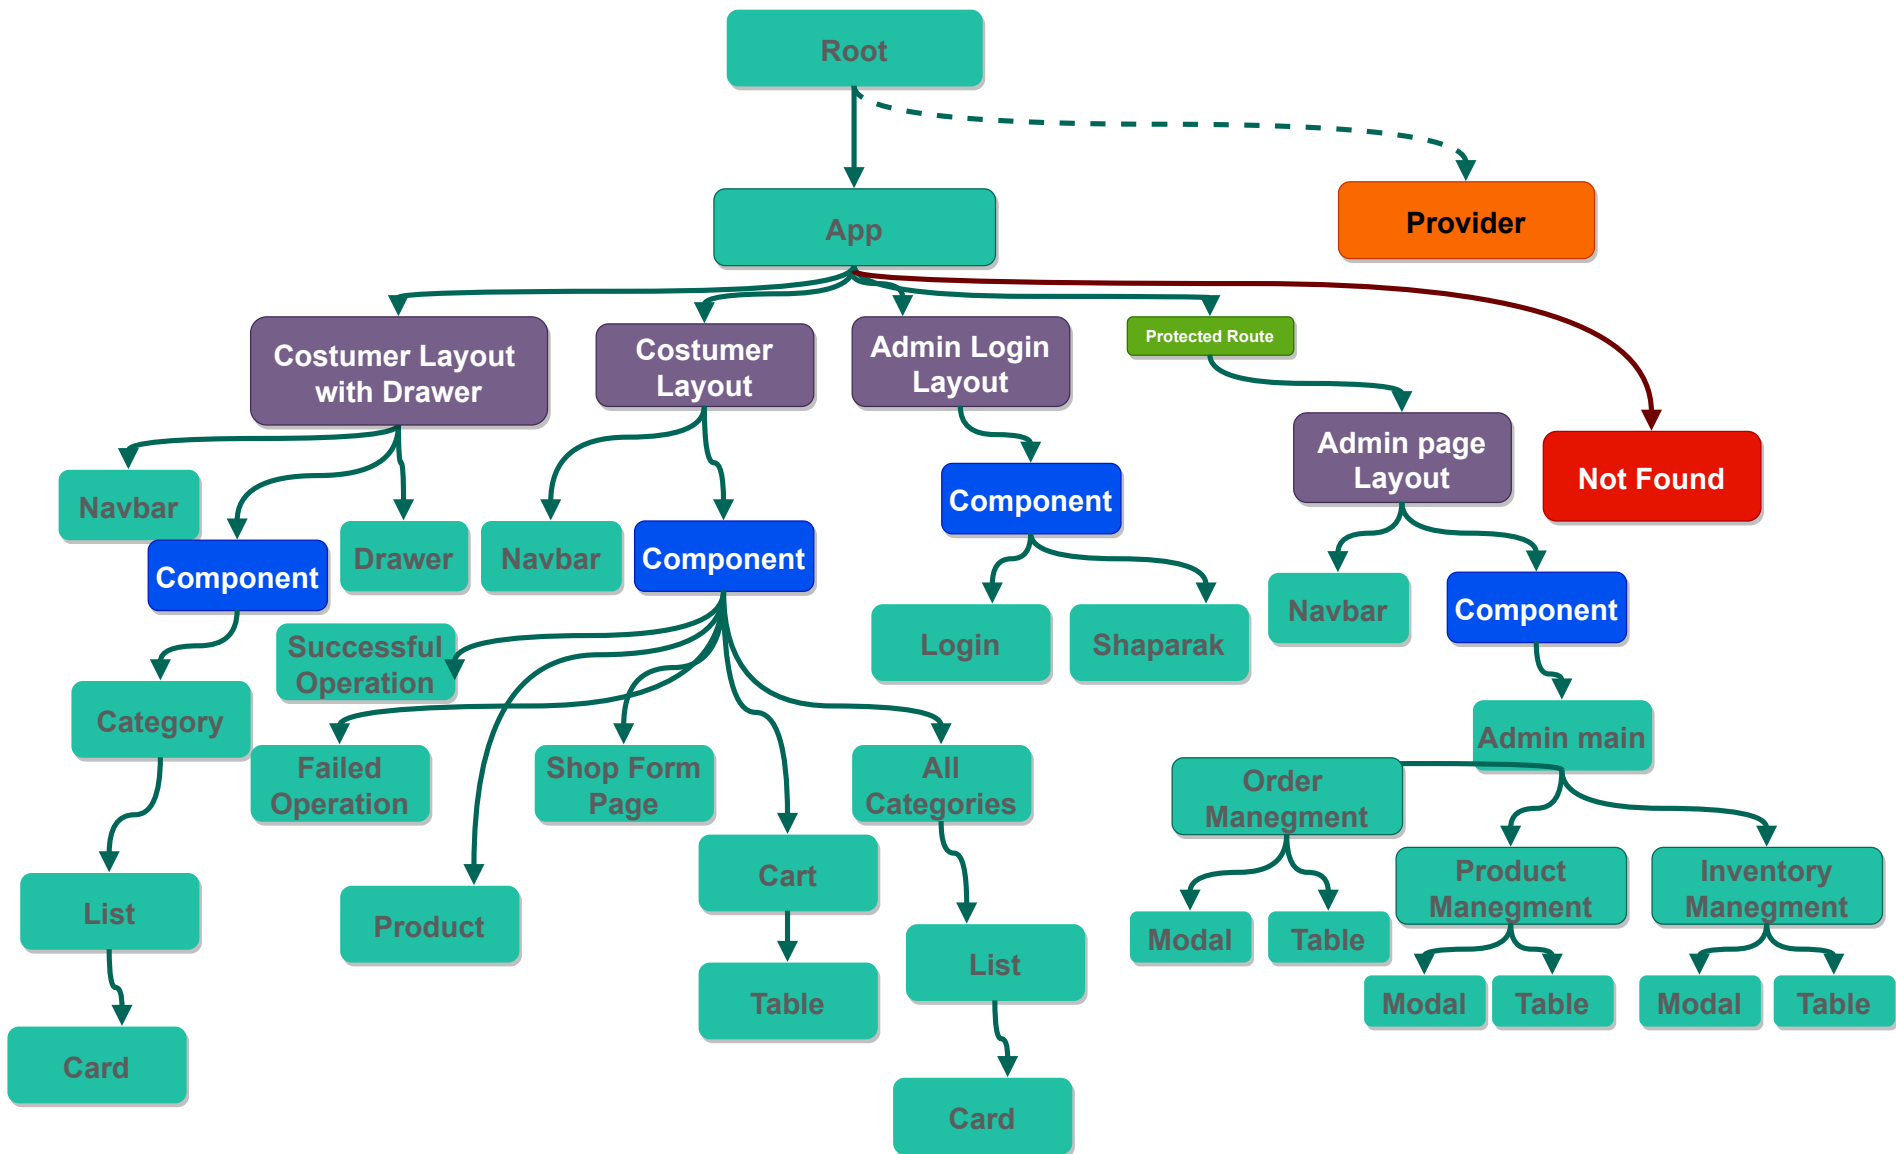 Root
App
Provider
Costumer Layout
with Drawer
Costumer
Layout
Admin Login
Layout
Protected Route
Admin page
Layout
Not Found
Navbar
Component
Drawer
Navbar
Component
Component
Navbar
Component
Successful
Operation
Login
Shaparak
Category
Failed
Operation
Shop Form
Page
All
Categories
Admin main
Order
Manegment
List
Product
Cart
Product
Manegment
Inventory
Manegment
Modal
Table
Table
List
Modal
Table
Modal
Table
Card
Card